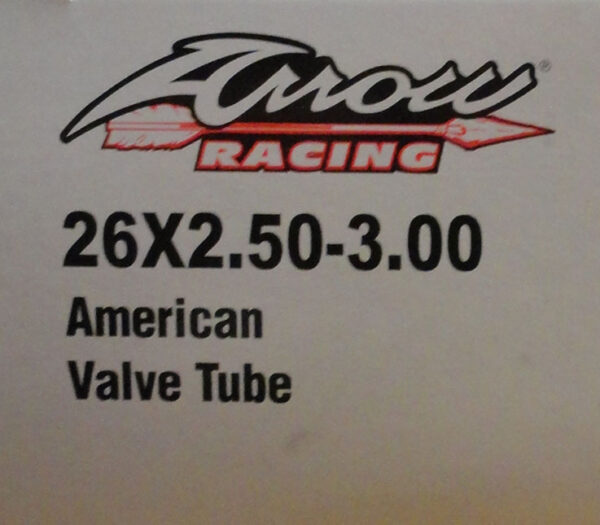 Arrow®
RACING
26X2.50-3.00
American
Valve Tube